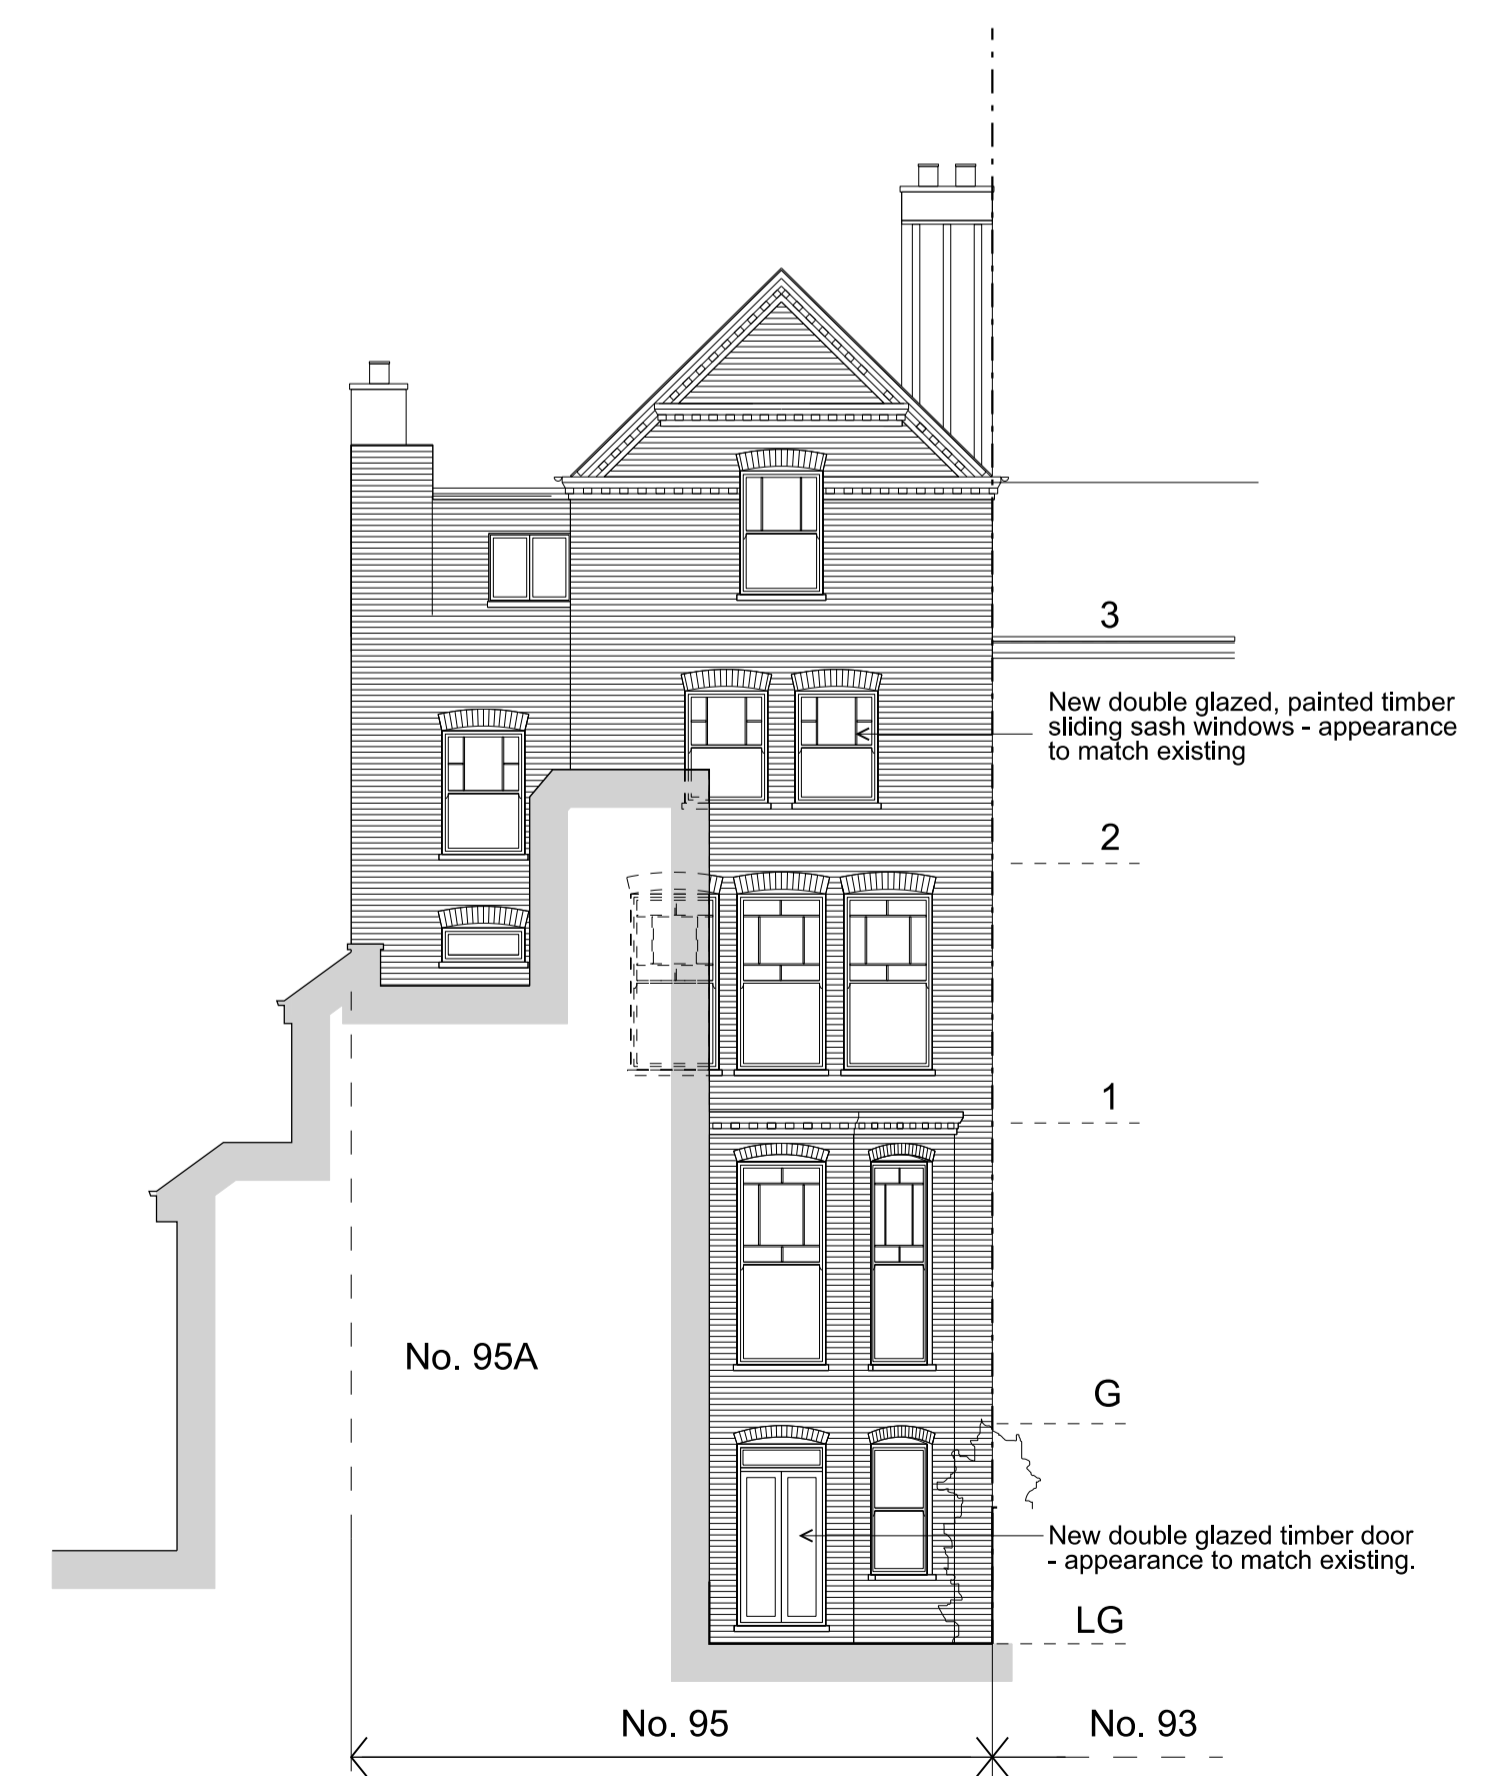 3
New double glazed, painted timber
sliding sash windows - appearance
to match existing
2
1
No. 95A
G
New double glazed timber door
- appearance to match existing.
LG
No. 95
No. 93